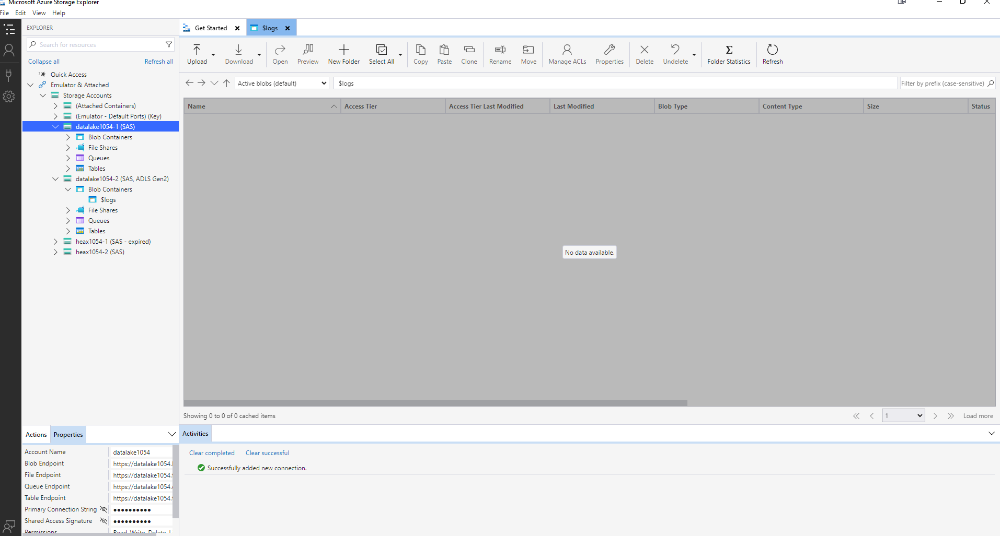 Microsoft Azure Storage Explorer
File Edit View Help
EXPLORER
Search for resources
Collapse all Refresh all
Quick Access
Emulator & Attached
Storage Accounts
(Attached Containers)
(Emulator - Default Ports) (Key)
datalake1054-1 (SAS)
Blob Containers
File Shares
Queues
Tables
datalake1054-2 (SAS, ADLS Gen2)
Blob Containers
$logs
File Shares
Queues
Tables
heax1054-1 (SAS - expired)
heax1054-2 (SAS)
Actions Properties
Account Name datalake1054
Blob Endpoint https://datalake1054.
File Endpoint https://datalake1054.
Queue Endpoint https://datalake1054.
Table Endpoint https://datalake1054.
Primary Connection String ●●●●●●●●●●
Shared Access Signature ●●●●●●●●●●
Permissions Read, Write, Delete, L
Get Started $logs
Upload Download Open Preview New Folder Select All Copy Paste Clone Rename Move Manage ACLs Properties Delete Undelete Folder Statistics Refresh
Active blobs (default) $logs Filter by prefix (case-sensitive)
Name Access Tier Access Tier Last Modified Last Modified Blob Type Content Type Size Status
No data available.
Showing 0 to 0 of 0 cached items 1 Load more
Activities
Clear completed Clear successful
Successfully added new connection.